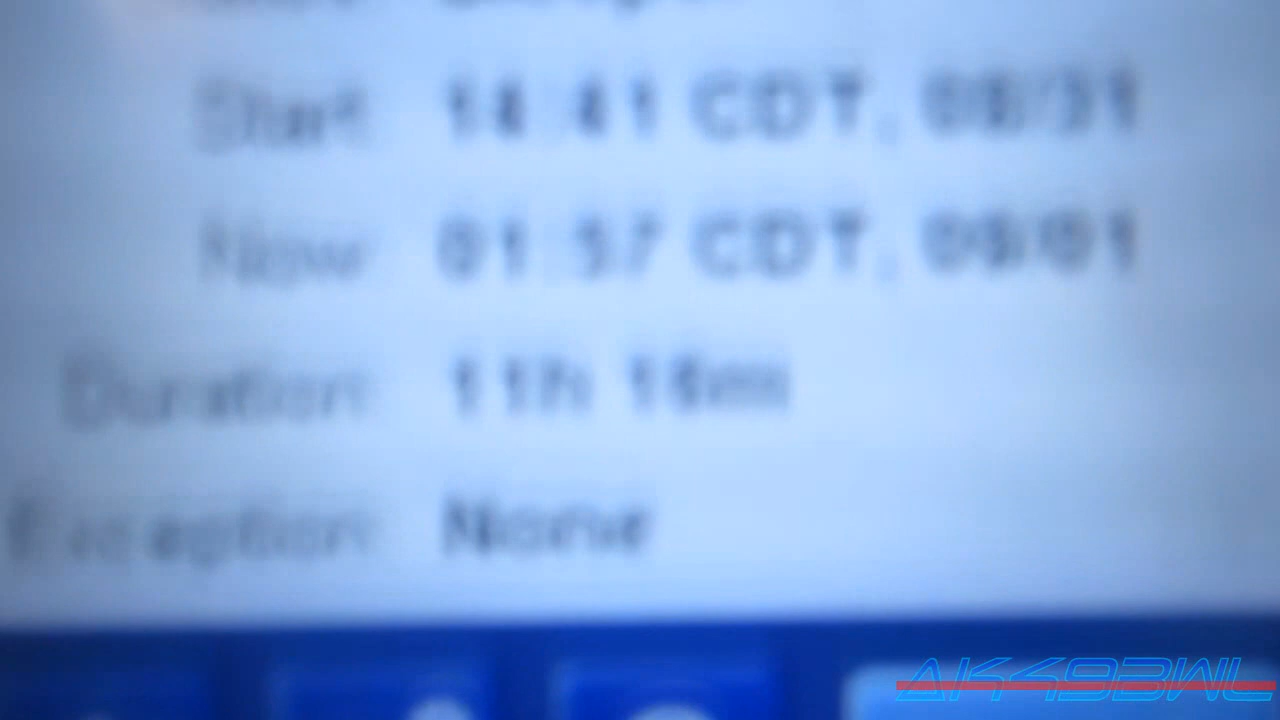 Start 14:41 CDT, 08/31
Now 01:57 CDT, 09/01
Duration 11h 16m
Exception None
AK49BWL